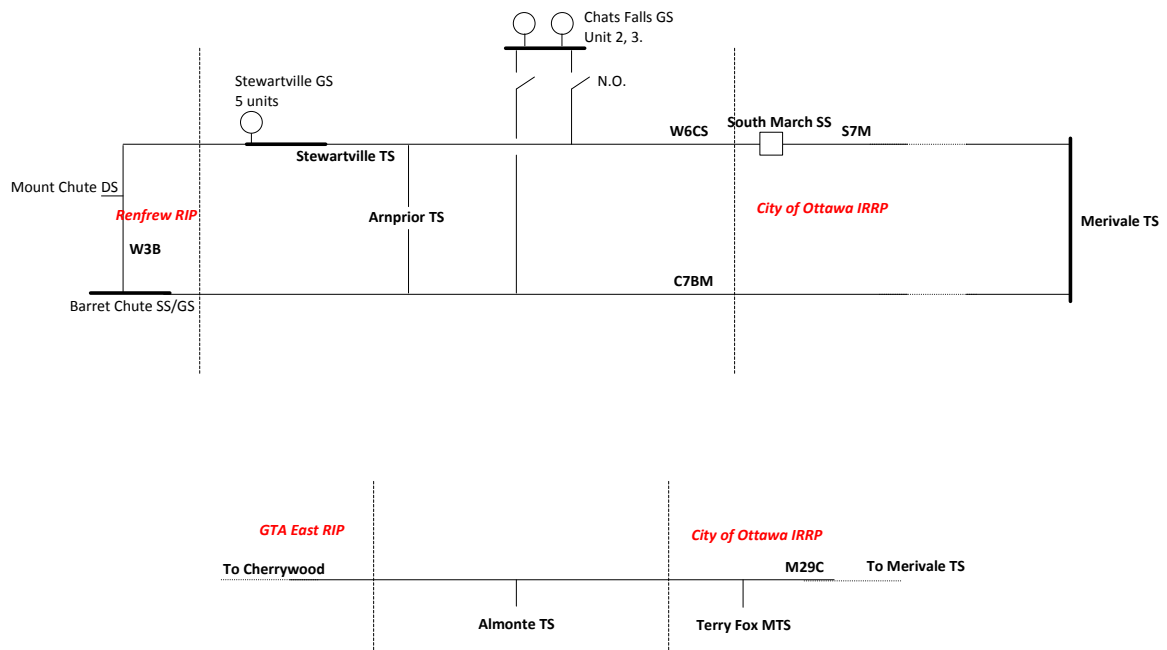 Chats Falls GS
Unit 2, 3.
Stewartville GS
5 units
N.O.
South March SS
W6CS
S7M
Stewartville TS
Mount Chute DS
Renfrew RIP
Arnprior TS
City of Ottawa IRRP
Merivale TS
W3B
C7BM
Barret Chute SS/GS
GTA East RIP
City of Ottawa IRRP
To Cherrywood
M29C
To Merivale TS
Almonte TS
Terry Fox MTS